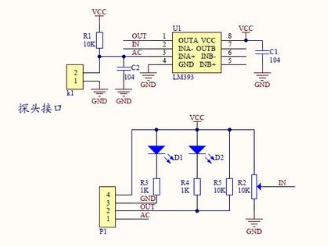 VCC
U1
R1
10K
OUT 1 OUTA VCC 8 VCC
IN 2 INA- OUTB 7
AC 3 INA+ INB- 6
4 GND INB+ 5
LM393
C1
104
C2
104
2
1
k1
GND
GND
GND
GND
探头接口
VCC
D1
D2
R3
1K
R4
1K
R5
10K
R2
10K
IN
4
3
2
1
GND
OUT
AC
P1
GND